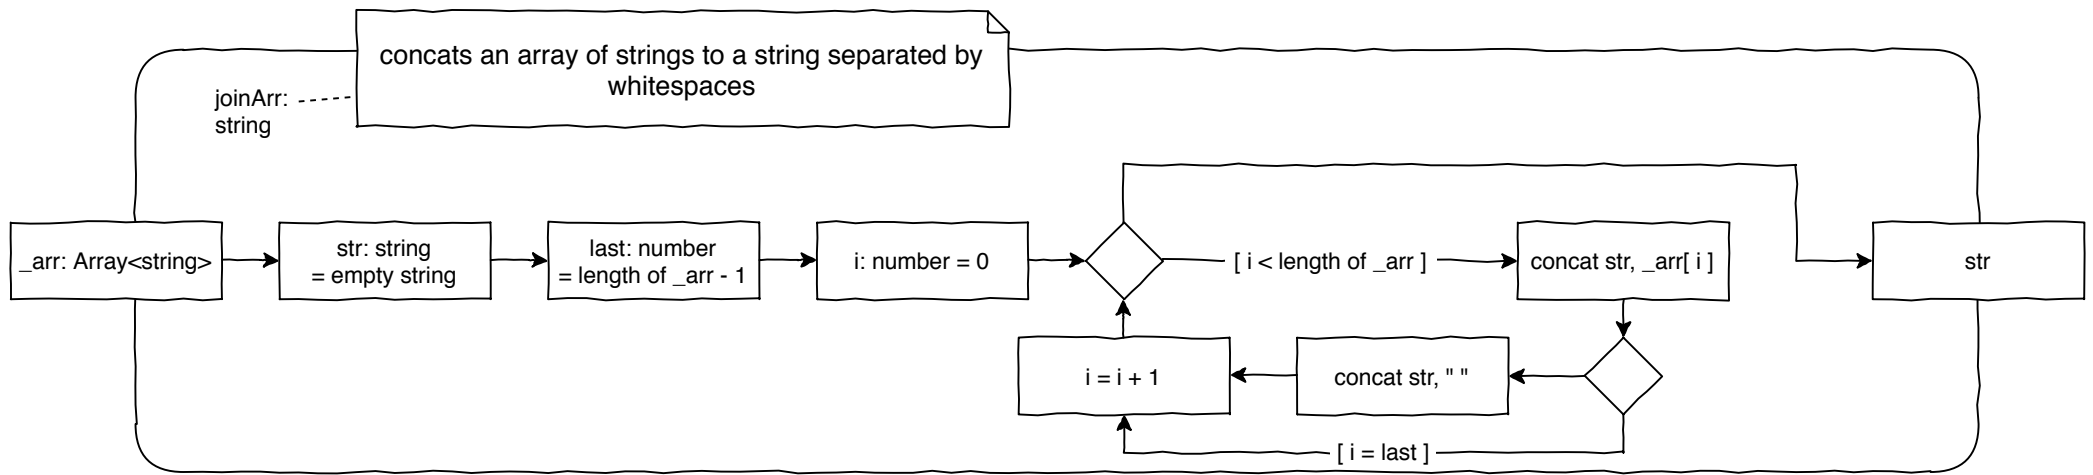 concats an array of strings to a string separated by
whitespaces
joinArr:
string
_arr: Array<string>
str: string
= empty string
last: number
= length of _arr - 1
i: number = 0
[ i < length of _arr ]
concat str, _arr[ i ]
str
i = i + 1
concat str, " "
[ i = last ]